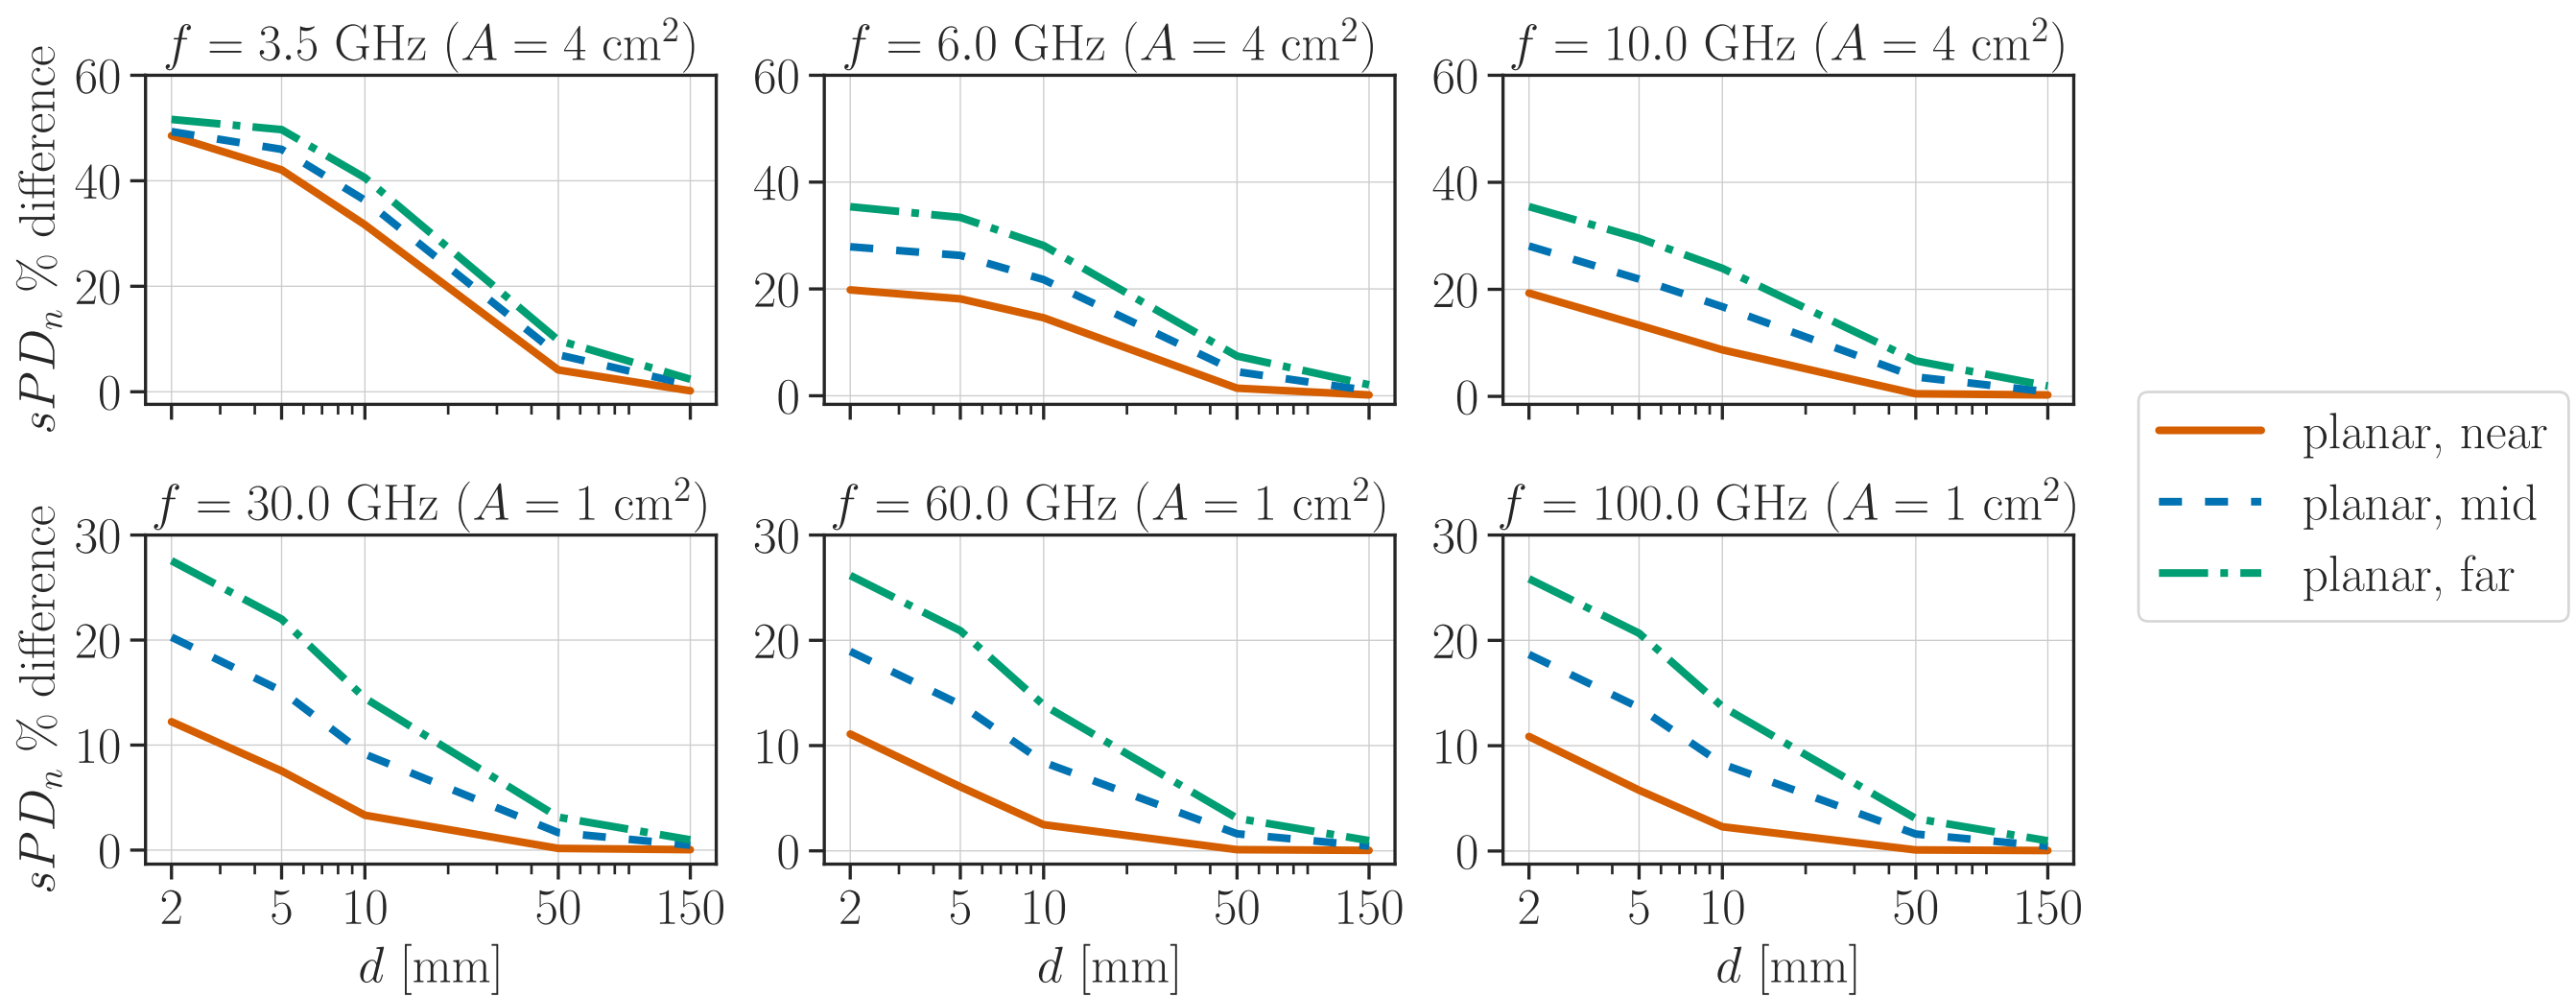 f = 3.5 GHz (A = 4 cm²)
f = 6.0 GHz (A = 4 cm²)
f = 10.0 GHz (A = 4 cm²)
sPDₙ % difference
60
40
20
0
60
40
20
0
60
40
20
0
f = 30.0 GHz (A = 1 cm²)
f = 60.0 GHz (A = 1 cm²)
f = 100.0 GHz (A = 1 cm²)
sPDₙ % difference
30
20
10
0
30
20
10
0
30
20
10
0
2 5 10 50 150
2 5 10 50 150
2 5 10 50 150
d [mm]
d [mm]
d [mm]
planar, near
planar, mid
planar, far